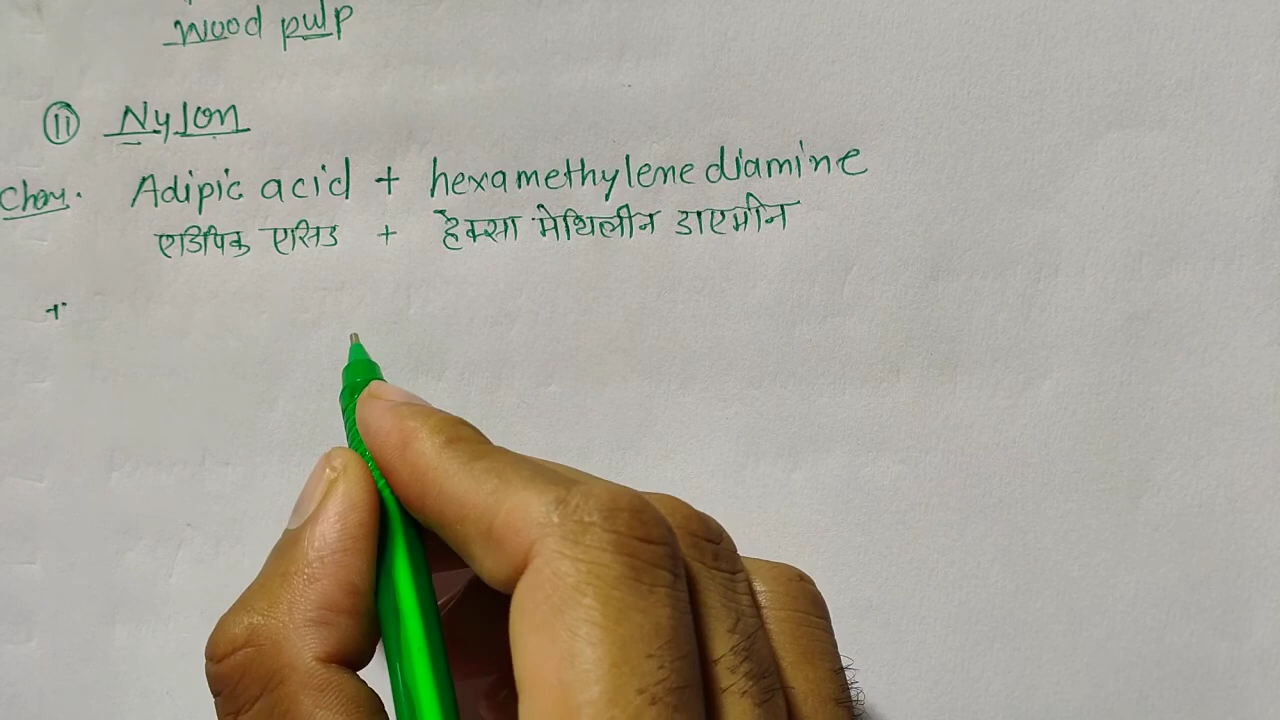 Wood pulp
11 Nylon
Chem. Adipic acid + hexamethylene diamine
एडिपिक एसिड + हैक्सा मेथिलीन डाएमीन
+